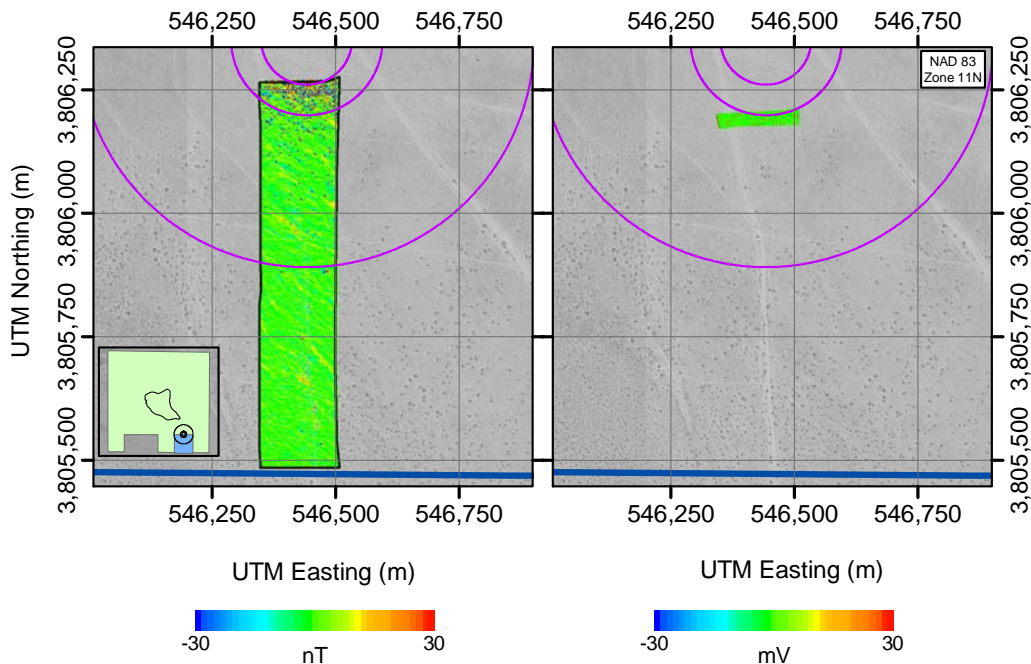 546,250 546,500 546,750 546,250 546,500 546,750
NAD 83
Zone 11N
UTM Northing (m)
3,806,250
3,806,000
3,805,750
3,805,500
3,806,250
3,806,000
3,805,750
3,805,500
546,250 546,500 546,750 546,250 546,500 546,750
UTM Easting (m) UTM Easting (m)
-30 nT 30 -30 mV 30